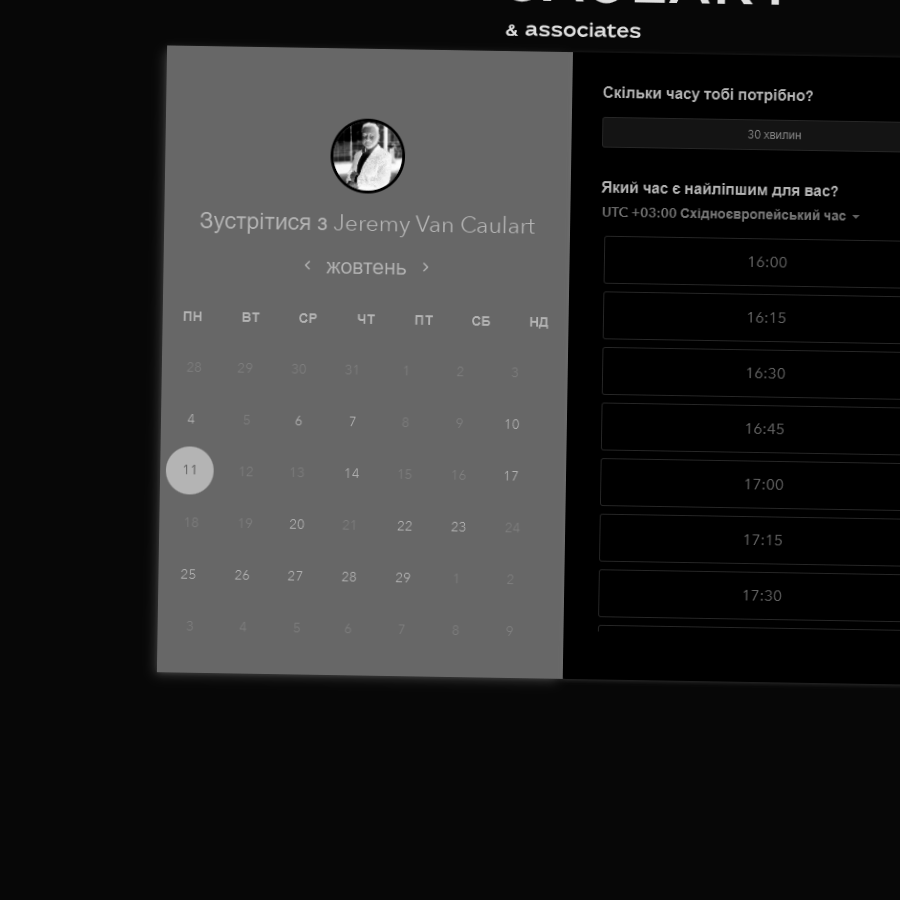 & associates
Зустрітися з Jeremy Van Caulart
‹ жовтень ›
ПН ВТ СР ЧТ ПТ СБ НД
28 29 30 31 1 2 3
4 5 6 7 8 9 10
11 12 13 14 15 16 17
18 19 20 21 22 23 24
25 26 27 28 29 1 2
3 4 5 6 7 8 9
Скільки часу тобі потрібно?
30 хвилин
Який час є найліпшим для вас?
UTC +03:00 Східноєвропейський час
16:00
16:15
16:30
16:45
17:00
17:15
17:30